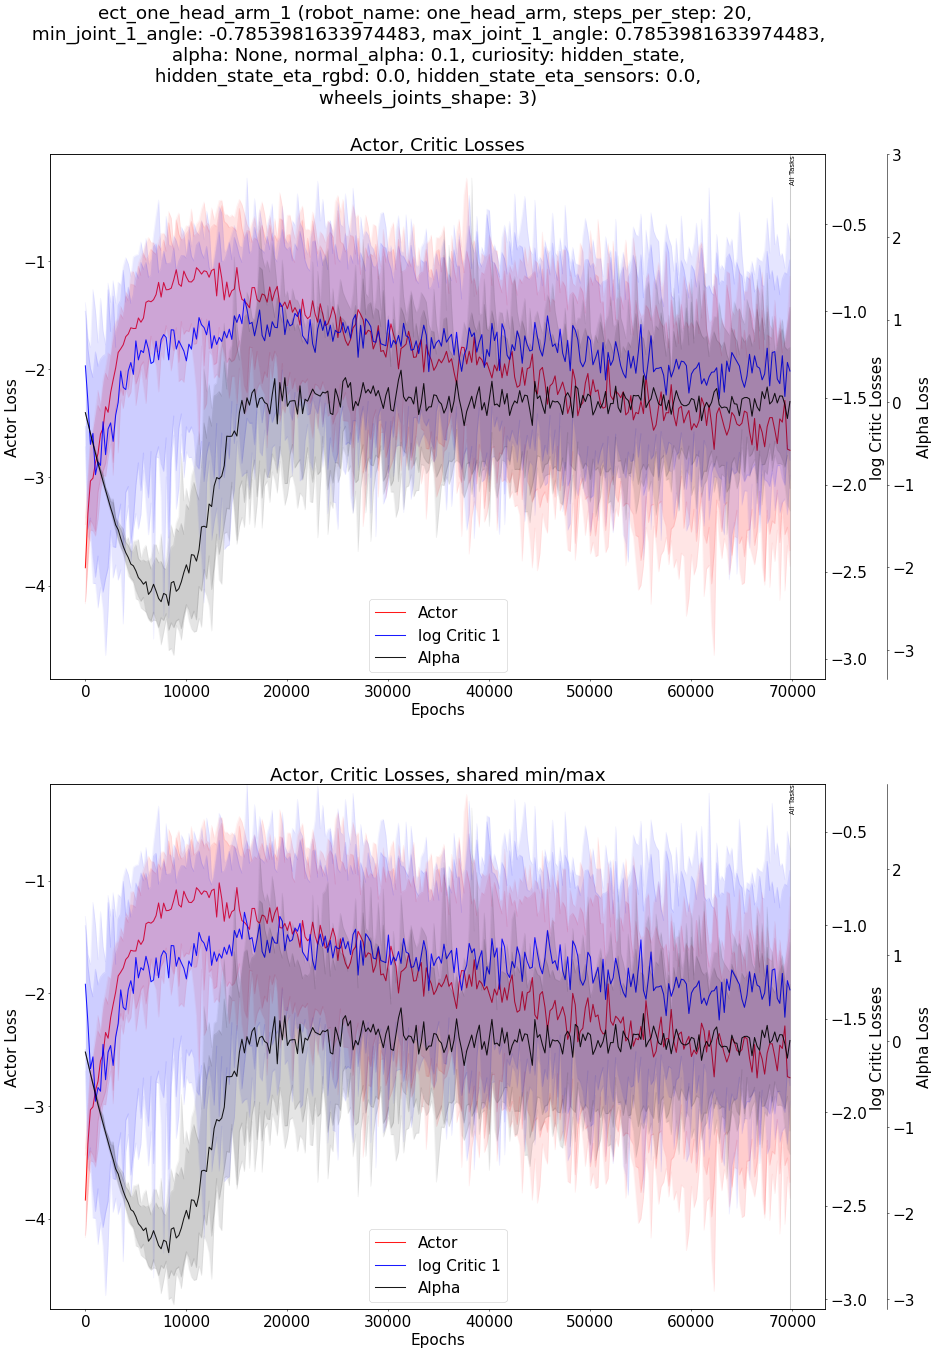 ect_one_head_arm_1 (robot_name: one_head_arm, steps_per_step: 20,
min_joint_1_angle: -0.7853981633974483, max_joint_1_angle: 0.7853981633974483,
alpha: None, normal_alpha: 0.1, curiosity: hidden_state,
hidden_state_eta_rgbd: 0.0, hidden_state_eta_sensors: 0.0,
wheels_joints_shape: 3)
Actor, Critic Losses
All Tasks
Actor Loss
−1
−2
−3
−4
−0.5
−1.0
−1.5
−2.0
−2.5
−3.0
log Critic Losses
3
2
1
0
−1
−2
−3
Alpha Loss
Actor
log Critic 1
Alpha
0 10000 20000 30000 40000 50000 60000 70000
Epochs
Actor, Critic Losses, shared min/max
All Tasks
Actor Loss
−1
−2
−3
−4
−0.5
−1.0
−1.5
−2.0
−2.5
−3.0
log Critic Losses
2
1
0
−1
−2
−3
Alpha Loss
Actor
log Critic 1
Alpha
0 10000 20000 30000 40000 50000 60000 70000
Epochs